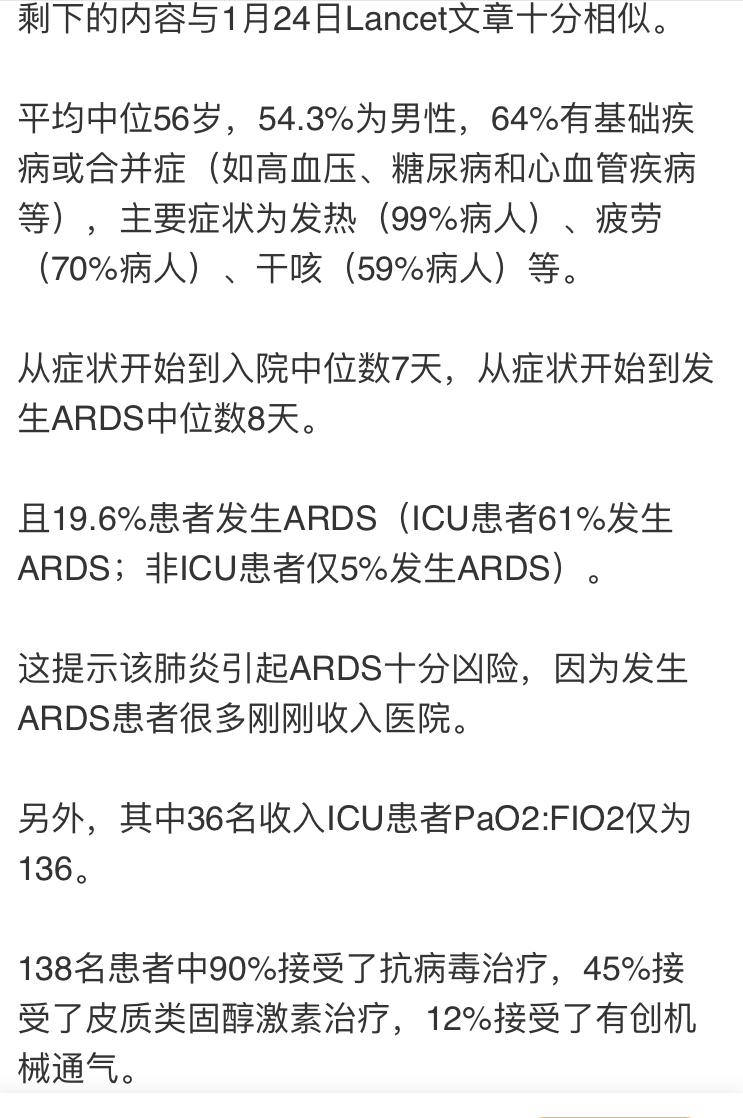 剩下的内容与1月24日Lancet文章十分相似。
平均中位56岁，54.3%为男性，64%有基础疾
病或合并症（如高血压、糖尿病和心血管疾病
等），主要症状为发热（99%病人）、疲劳
（70%病人）、干咳（59%病人）等。
从症状开始到入院中位数7天，从症状开始到发
生ARDS中位数8天。
且19.6%患者发生ARDS（ICU患者61%发生
ARDS；非ICU患者仅5%发生ARDS）。
这提示该肺炎引起ARDS十分凶险，因为发生
ARDS患者很多刚刚收入医院。
另外，其中36名收入ICU患者PaO2:FIO2仅为
136。
138名患者中90%接受了抗病毒治疗，45%接
受了皮质类固醇激素治疗，12%接受了有创机
械通气。